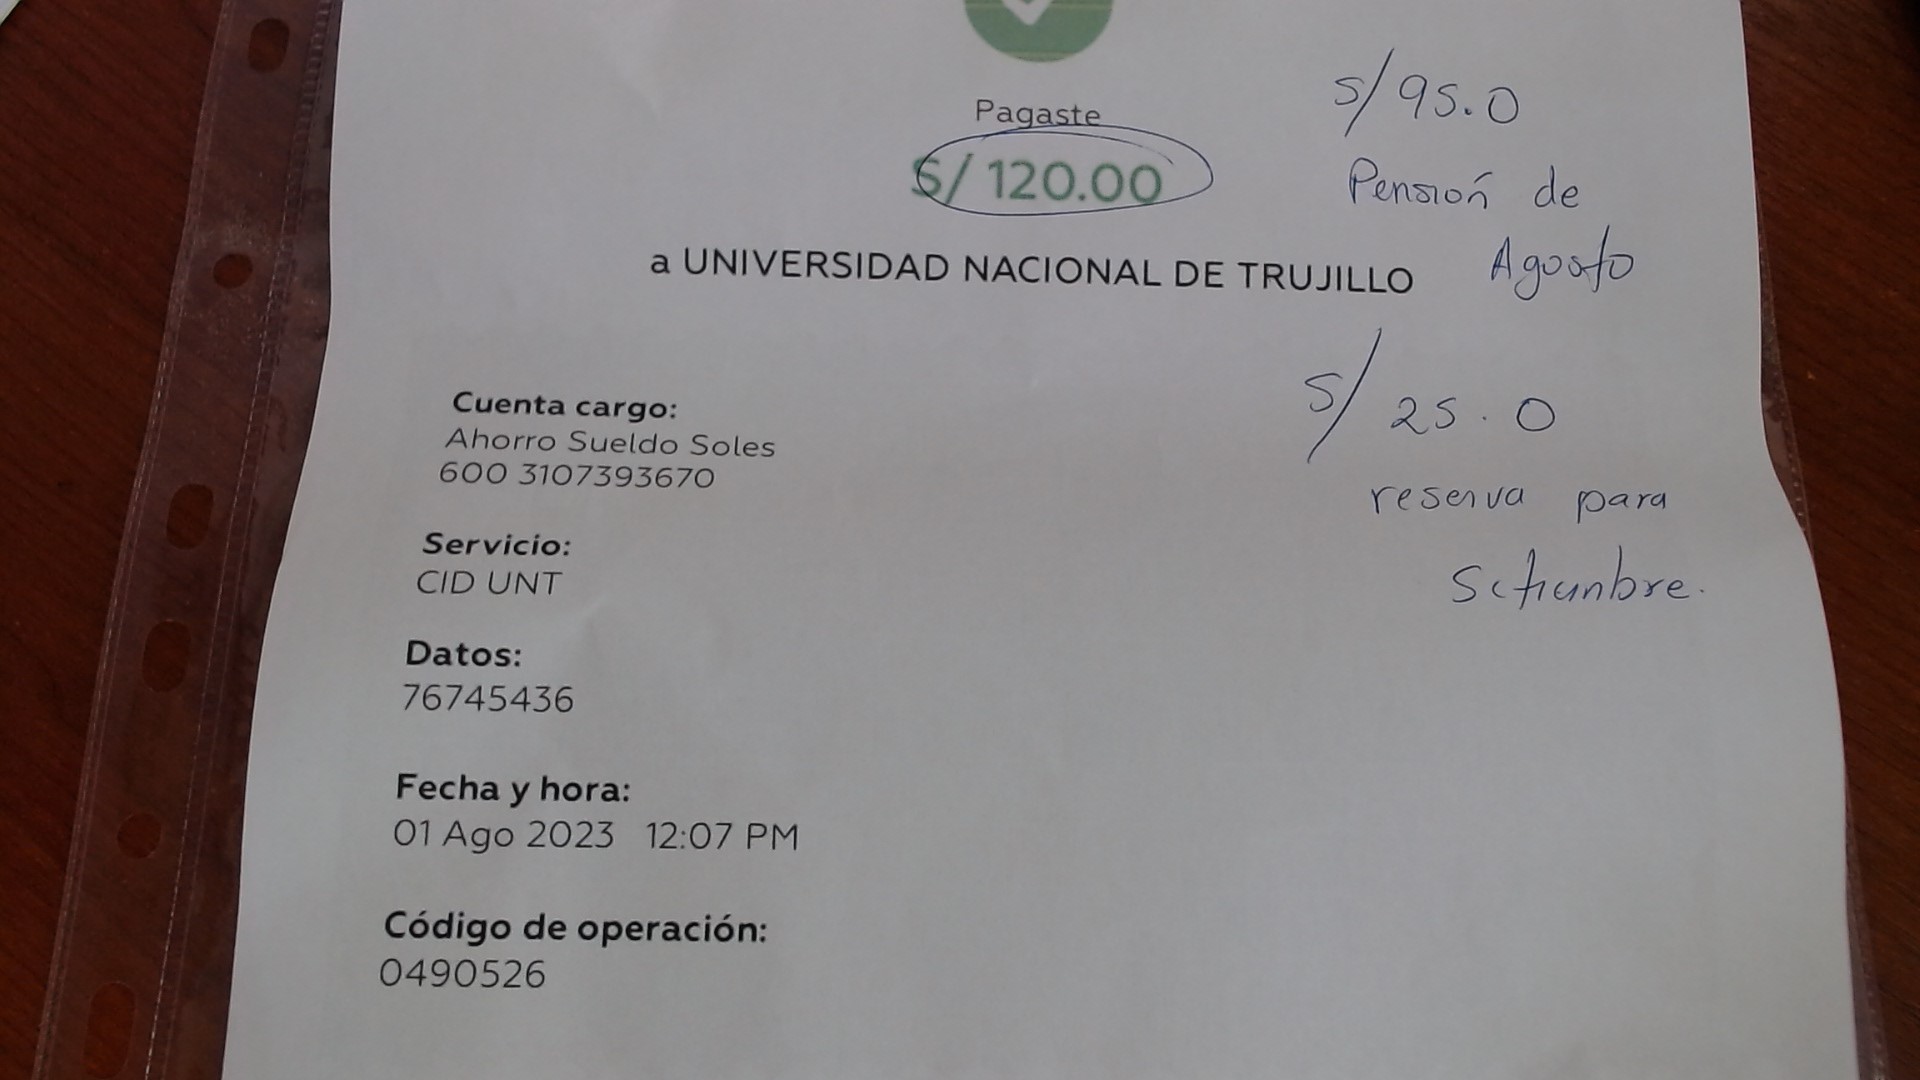 Pagaste
S/ 120.00
a UNIVERSIDAD NACIONAL DE TRUJILLO
S/ 95.0
Pensión de
Agosto
S/ 25.0
reserva para
Setiembre.
Cuenta cargo:
Ahorro Sueldo Soles
600 3107393670
Servicio:
CID UNT
Datos:
76745436
Fecha y hora:
01 Ago 2023 12:07 PM
Código de operación:
0490526